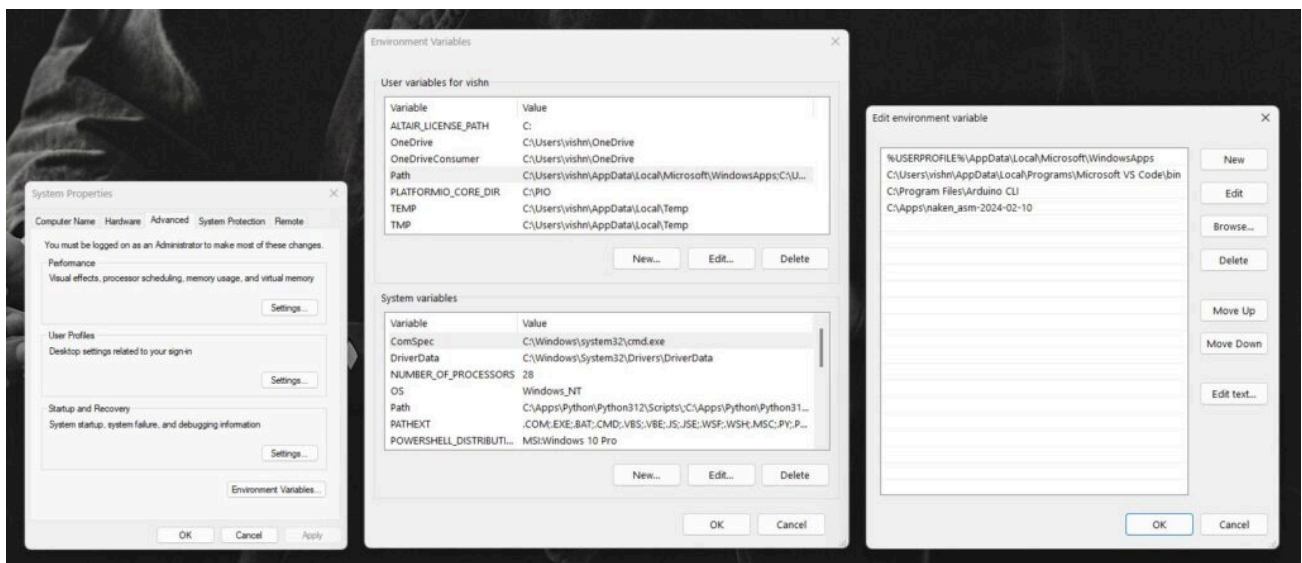 System Properties
Computer Name Hardware Advanced System Protection Remote
You must be logged on as an Administrator to make most of these changes.
Performance
Visual effects, processor scheduling, memory usage, and virtual memory
Settings...
User Profiles
Desktop settings related to your sign-in
Settings...
Startup and Recovery
System startup, system failure, and debugging information
Settings...
Environment Variables...
OK Cancel Apply
Environment Variables
User variables for vishn
Variable Value
ALTAIR_LICENSE_PATH C:
OneDrive C:\Users\vishn\OneDrive
OneDriveConsumer C:\Users\vishn\OneDrive
Path C:\Users\vishn\AppData\Local\Microsoft\WindowsApps;C:\U...
PLATFORMIO_CORE_DIR C:\PIO
TEMP C:\Users\vishn\AppData\Local\Temp
TMP C:\Users\vishn\AppData\Local\Temp
New... Edit... Delete
System variables
Variable Value
ComSpec C:\Windows\system32\cmd.exe
DriverData C:\Windows\System32\Drivers\DriverData
NUMBER_OF_PROCESSORS 28
OS Windows_NT
Path C:\Apps\Python\Python312\Scripts\;C:\Apps\Python\Python31...
PATHEXT .COM;.EXE;.BAT;.CMD;.VBS;.VBE;.JS;.JSE;.WSF;.WSH;.MSC;.PY;.P...
POWERSHELL_DISTRIBUTI... MSI:Windows 10 Pro
New... Edit... Delete
OK Cancel
Edit environment variable
%USERPROFILE%\AppData\Local\Microsoft\WindowsApps
C:\Users\vishn\AppData\Local\Programs\Microsoft VS Code\bin
C:\Program Files\Arduino CLI
C:\Apps\naken_asm-2024-02-10
New
Edit
Browse...
Delete
Move Up
Move Down
Edit text...
OK Cancel